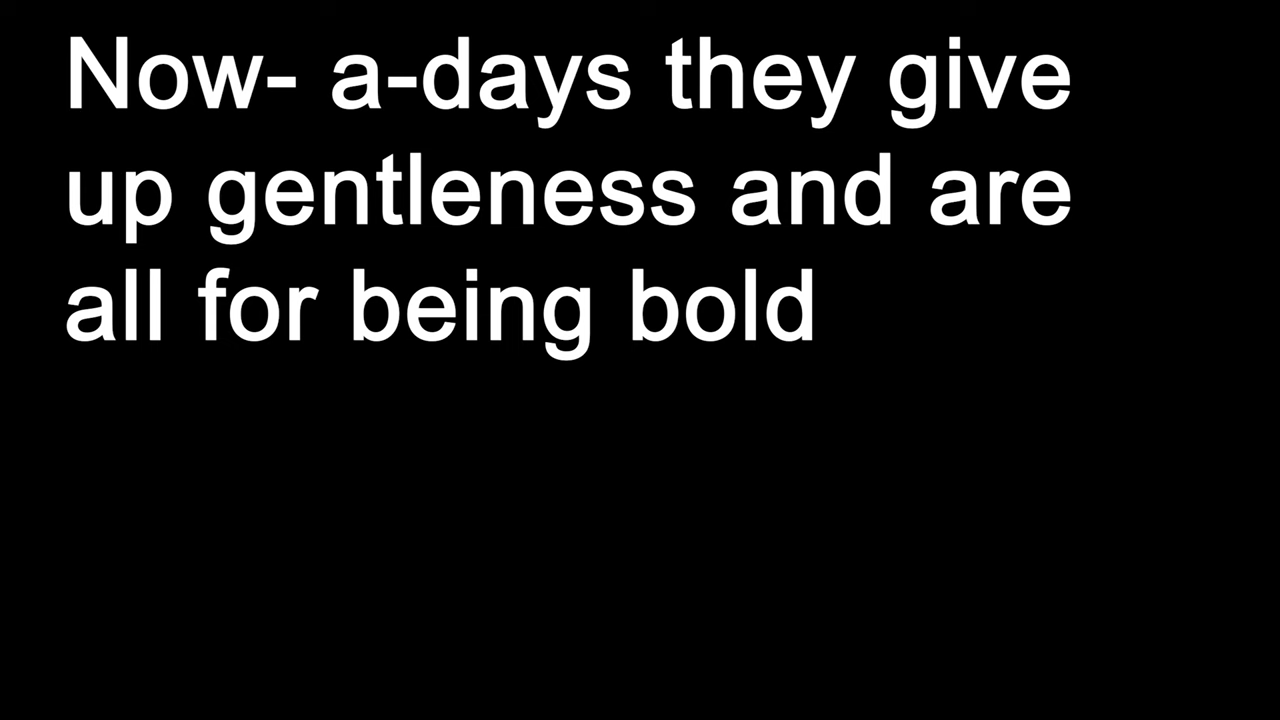 Now- a-days they give
up gentleness and are
all for being bold